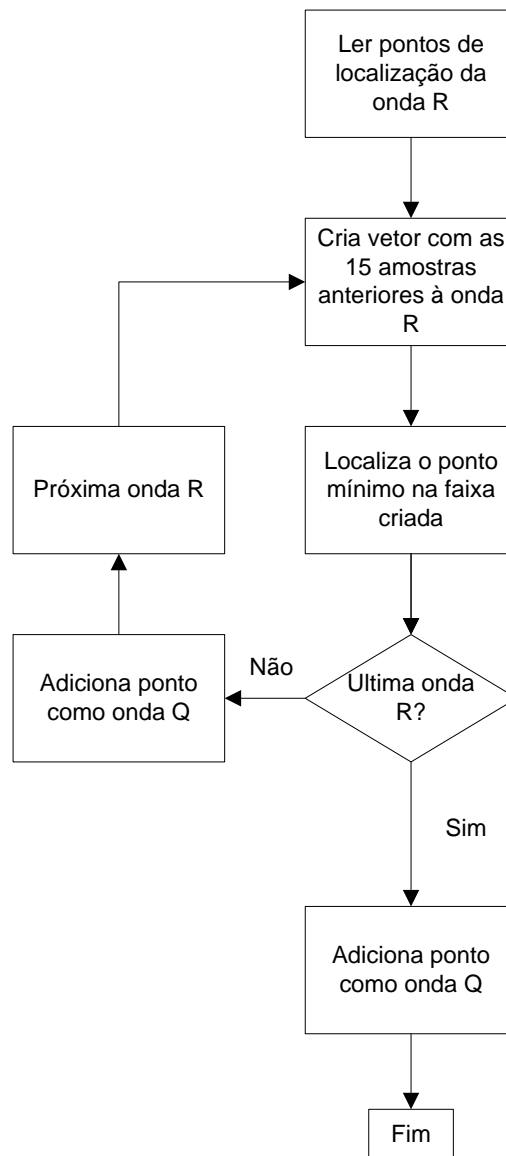 Ler pontos de
localização da
onda R
Cria vetor com as
15 amostras
anteriores à onda
R
Próxima onda R
Localiza o ponto
mínimo na faixa
criada
Adiciona ponto
como onda Q
Não
Ultima onda
R?
Sim
Adiciona ponto
como onda Q
Fim